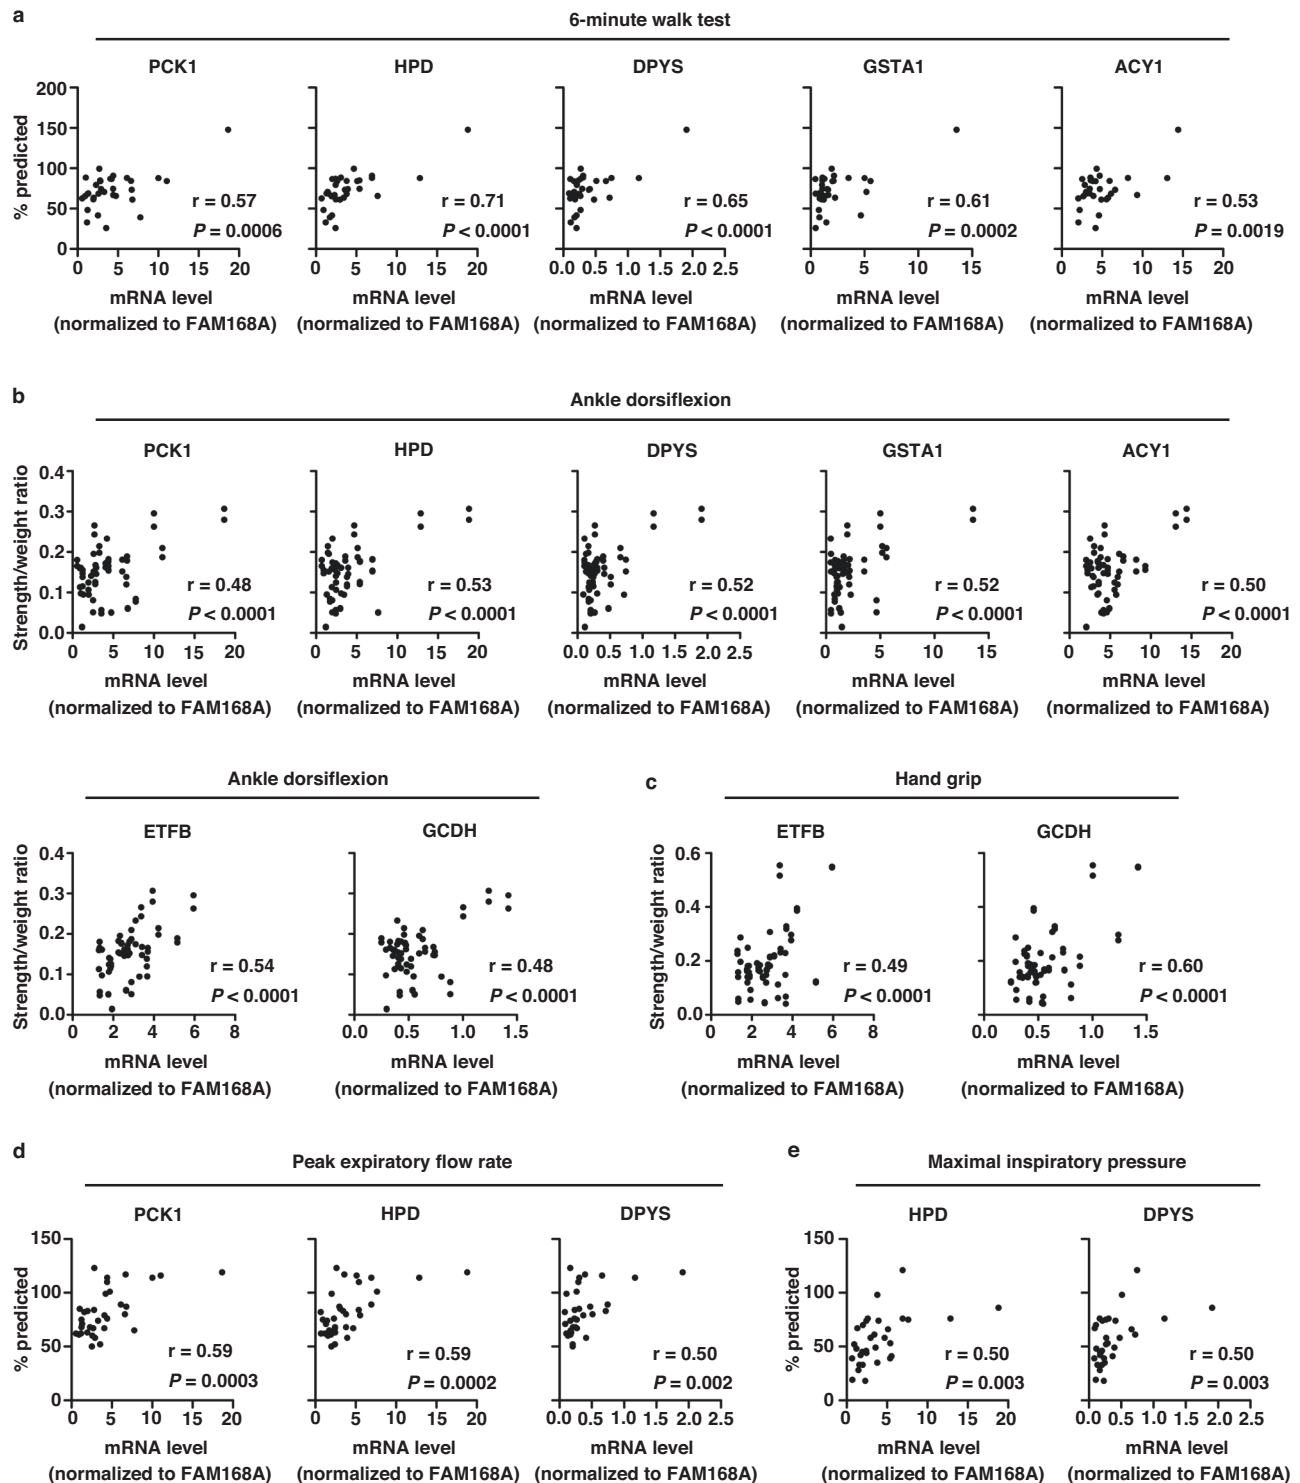 a
6-minute walk test
PCK1 HPD DPYS GSTA1 ACY1
% predicted
200
150
100
50
0
r = 0.57 r = 0.71 r = 0.65 r = 0.61 r = 0.53
P = 0.0006 P < 0.0001 P < 0.0001 P = 0.0002 P = 0.0019
0 5 10 15 20 0 5 10 15 20 0.0 0.5 1.0 1.5 2.0 2.5 0 5 10 15 0 5 10 15 20
mRNA level mRNA level mRNA level mRNA level mRNA level
(normalized to FAM168A) (normalized to FAM168A) (normalized to FAM168A) (normalized to FAM168A) (normalized to FAM168A)
b
Ankle dorsiflexion
PCK1 HPD DPYS GSTA1 ACY1
Strength/weight ratio
0.4
0.3
0.2
0.1
0.0
r = 0.48 r = 0.53 r = 0.52 r = 0.52 r = 0.50
P < 0.0001 P < 0.0001 P < 0.0001 P < 0.0001 P < 0.0001
0 5 10 15 20 0 5 10 15 20 0.0 0.5 1.0 1.5 2.0 2.5 0 5 10 15 0 5 10 15 20
mRNA level mRNA level mRNA level mRNA level mRNA level
(normalized to FAM168A) (normalized to FAM168A) (normalized to FAM168A) (normalized to FAM168A) (normalized to FAM168A)
Ankle dorsiflexion
ETFB GCDH
Strength/weight ratio
0.4
0.3
0.2
0.1
0.0
r = 0.54 r = 0.48
P < 0.0001 P < 0.0001
0 2 4 6 8 0.0 0.5 1.0 1.5
mRNA level mRNA level
(normalized to FAM168A) (normalized to FAM168A)
c
Hand grip
ETFB GCDH
Strength/weight ratio
0.6
0.4
0.2
0.0
r = 0.49 r = 0.60
P < 0.0001 P < 0.0001
0 2 4 6 8 0.0 0.5 1.0 1.5
mRNA level mRNA level
(normalized to FAM168A) (normalized to FAM168A)
d
Peak expiratory flow rate
PCK1 HPD DPYS
% predicted
150
100
50
0
r = 0.59 r = 0.59 r = 0.50
P = 0.0003 P = 0.0002 P = 0.002
0 5 10 15 20 0 5 10 15 20 0.0 0.5 1.0 1.5 2.0 2.5
mRNA level mRNA level mRNA level
(normalized to FAM168A) (normalized to FAM168A) (normalized to FAM168A)
e
Maximal inspiratory pressure
HPD DPYS
% predicted
150
100
50
0
r = 0.50 r = 0.50
P = 0.003 P = 0.003
0 5 10 15 20 0.0 0.5 1.0 1.5 2.0 2.5
mRNA level mRNA level
(normalized to FAM168A) (normalized to FAM168A)